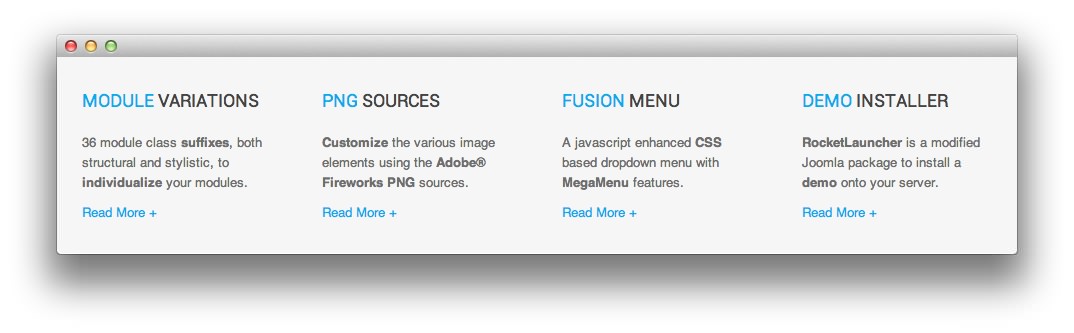 MODULE VARIATIONS
36 module class suffixes, both
structural and stylistic, to
individualize your modules.
Read More +
PNG SOURCES
Customize the various image
elements using the Adobe®
Fireworks PNG sources.
Read More +
FUSION MENU
A javascript enhanced CSS
based dropdown menu with
MegaMenu features.
Read More +
DEMO INSTALLER
RocketLauncher is a modified
Joomla package to install a
demo onto your server.
Read More +